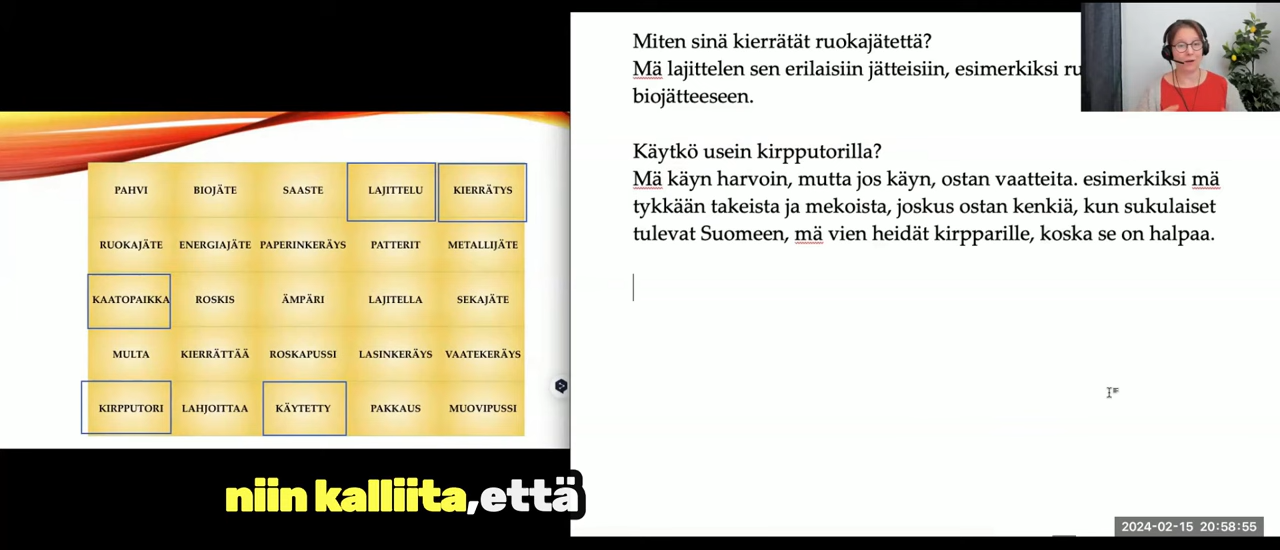 PAHVI BIOJÄTE SAASTE LAJITTELU KIERRÄTYS
RUOKAJÄTE ENERGIAJÄTE PAPERINKERÄYS PATTERIT METALLIJÄTE
KAATOPAIKKA ROSKIS ÄMPÄRI LAJITELLA SEKAJÄTE
MULTA KIERRÄTTÄÄ ROSKAPUSSI LASINKERÄYS VAATEKERÄYS
KIRPPUTORI LAHJOITTAA KÄYTETTY PAKKAUS MUOVIPUSSI
Miten sinä kierrätät ruokajätettä?
Mä lajittelen sen erilaisiin jätteisiin, esimerkiksi
biojätteeseen.
Käytkö usein kirpputorilla?
Mä käyn harvoin, mutta jos käyn, ostan vaatteita. esimerkiksi mä
tykkään takeista ja mekoista, joskus ostan kenkiä, kun sukulaiset
tulevat Suomeen, mä vien heidät kirpparille, koska se on halpaa.
niin kalliita,että
2024-02-15 20:58:55